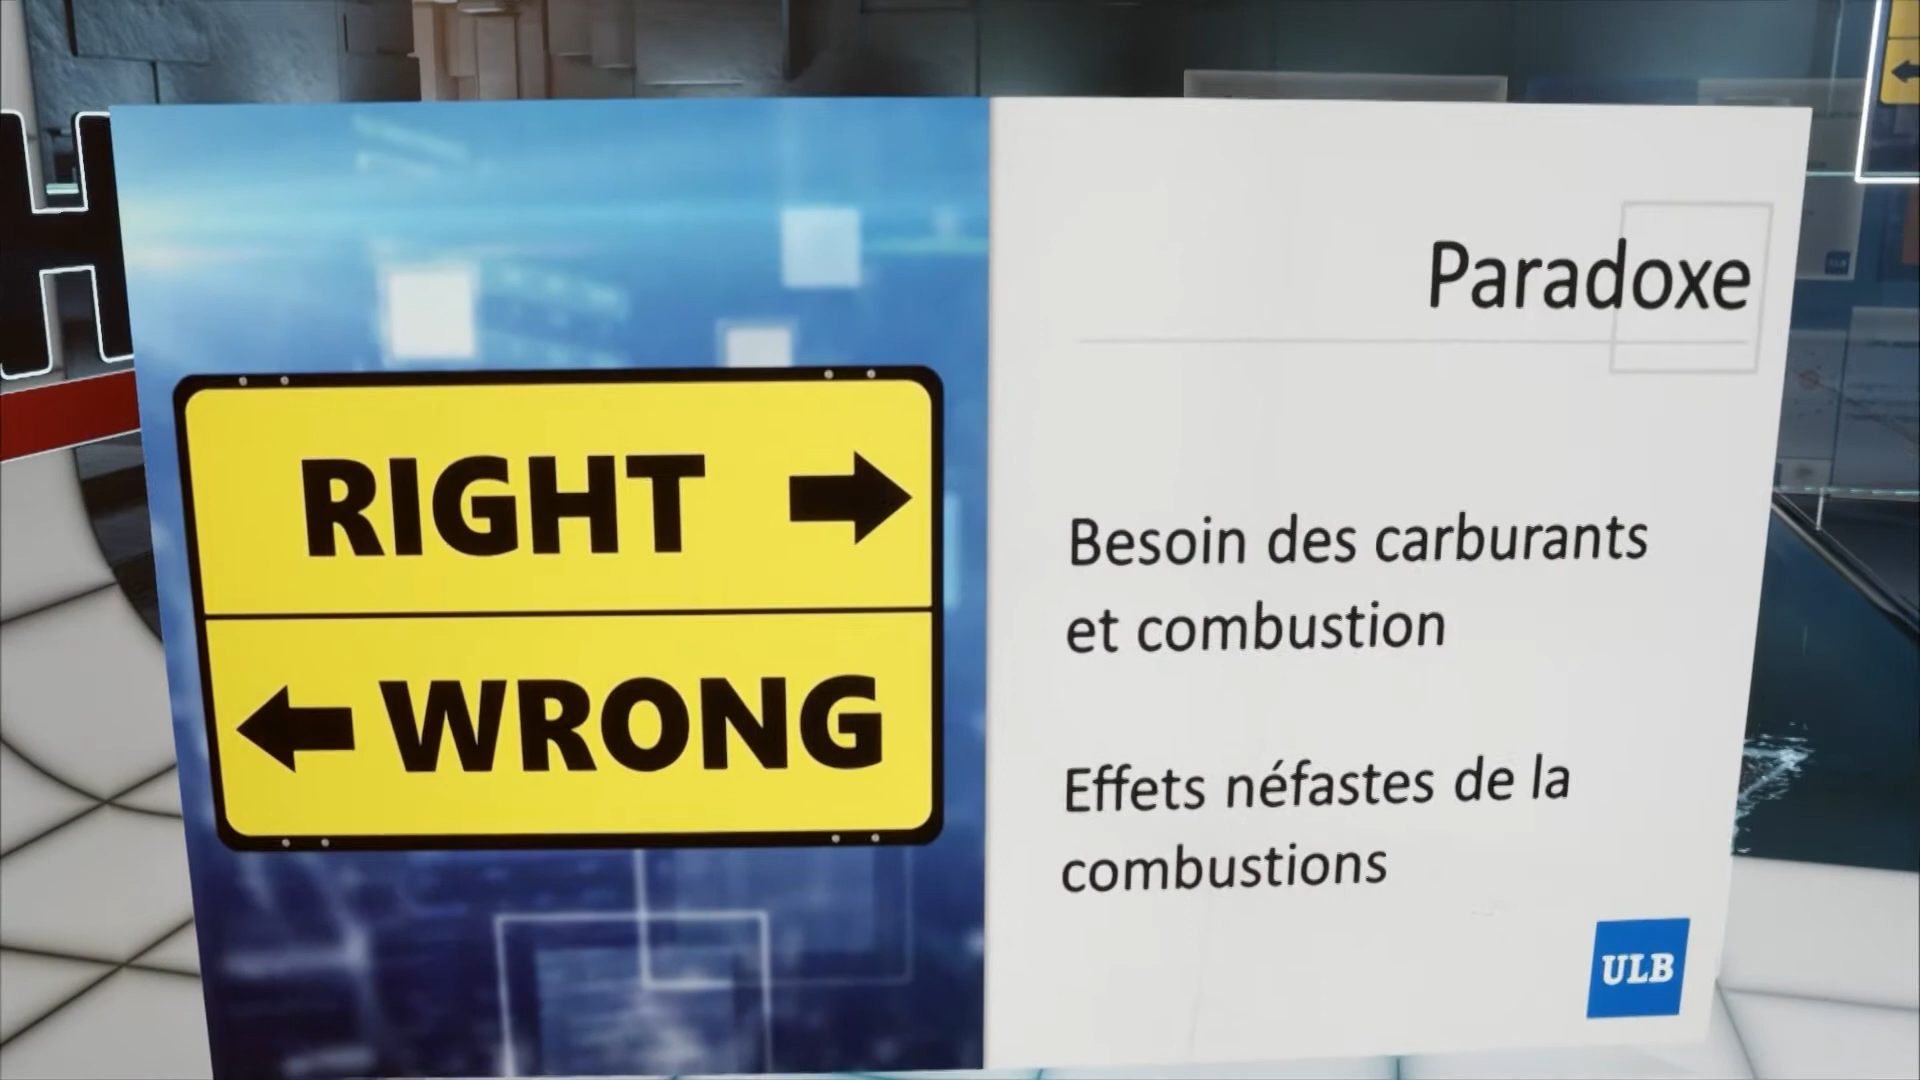 RIGHT
WRONG
Paradoxe
Besoin des carburants
et combustion
Effets néfastes de la
combustions
ULB
H